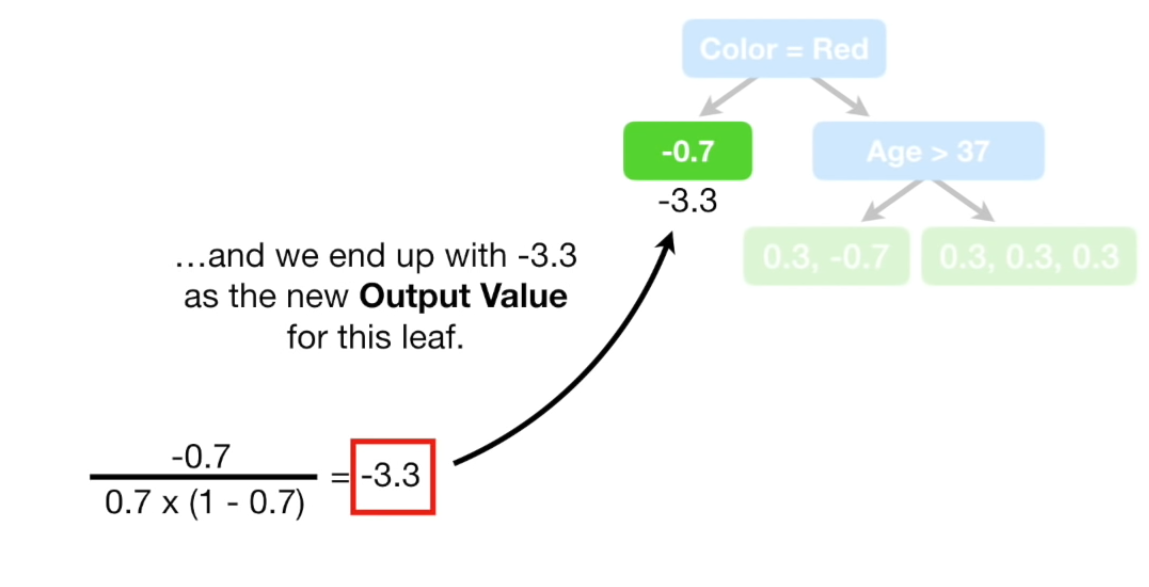 Color = Red
-0.7
Age > 37
-3.3
0.3, -0.7
0.3, 0.3, 0.3
...and we end up with -3.3
as the new Output Value
for this leaf.
-0.7
0.7 x (1 - 0.7)
= -3.3